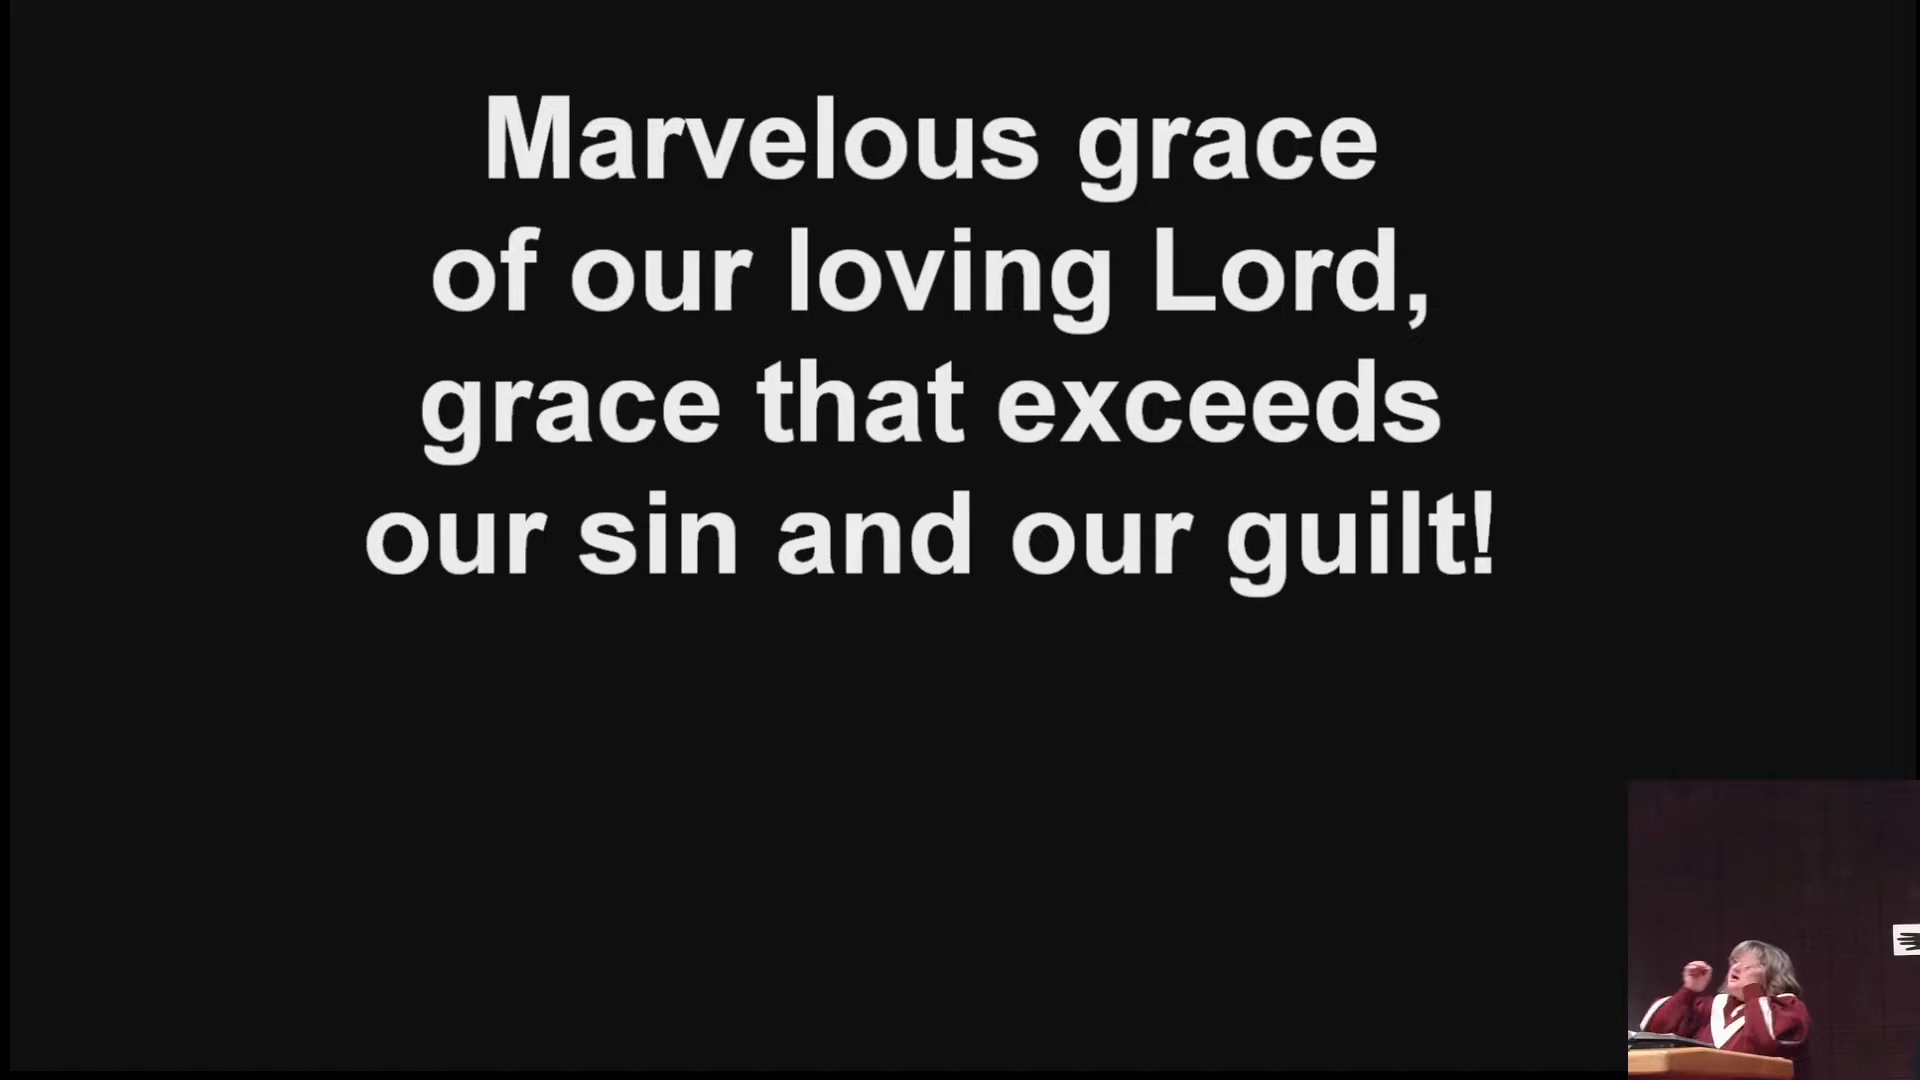 Marvelous grace
of our loving Lord,
grace that exceeds
our sin and our guilt!